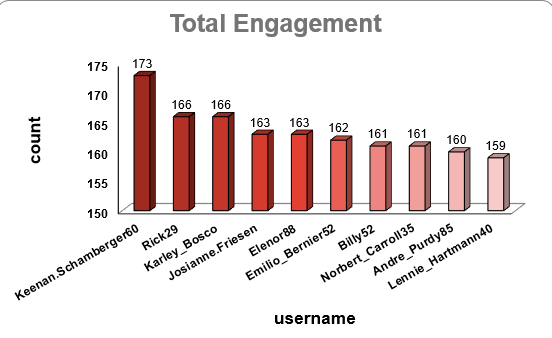 Total Engagement
count
175
170
165
160
155
150
173
166
166
163
163
162
161
161
160
159
Keenan.Schamberger60
Rick29
Karley_Bosco
Josianne.Friesen
Elenor88
Emilio_Bernier52
Billy52
Norbert_Carroll35
Andre_Purdy85
Lennie_Hartmann40
username